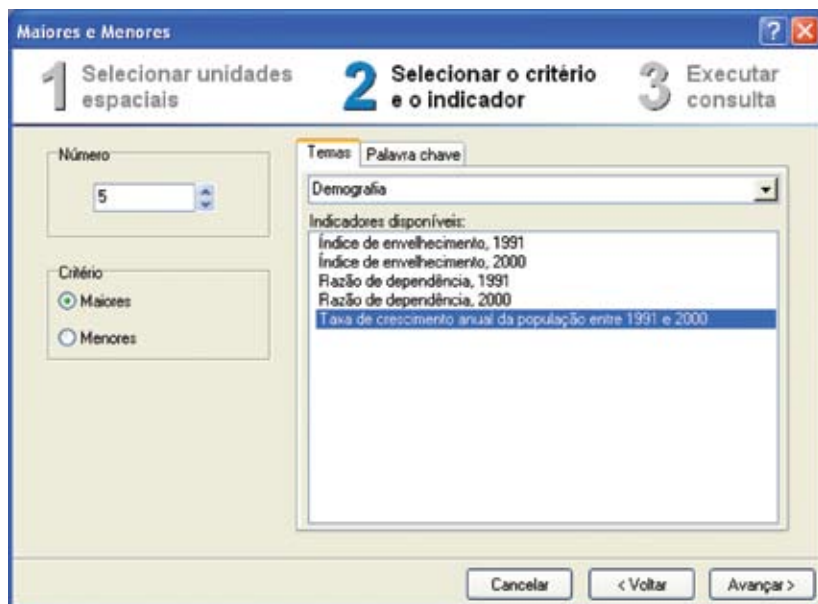 Maiores e Menores
1 Selecionar unidades
espaciais
2 Selecionar o critério
e o indicador
3 Executar
consulta
Número
5
Critério
Maiores
Menores
Temas Palavra chave
Demografia
Indicadores disponíveis:
Índice de envelhecimento, 1991
Índice de envelhecimento, 2000
Razão de dependência, 1991
Razão de dependência, 2000
Taxa de crescimento anual da população entre 1991 e 2000
Cancelar < Voltar Avançar >